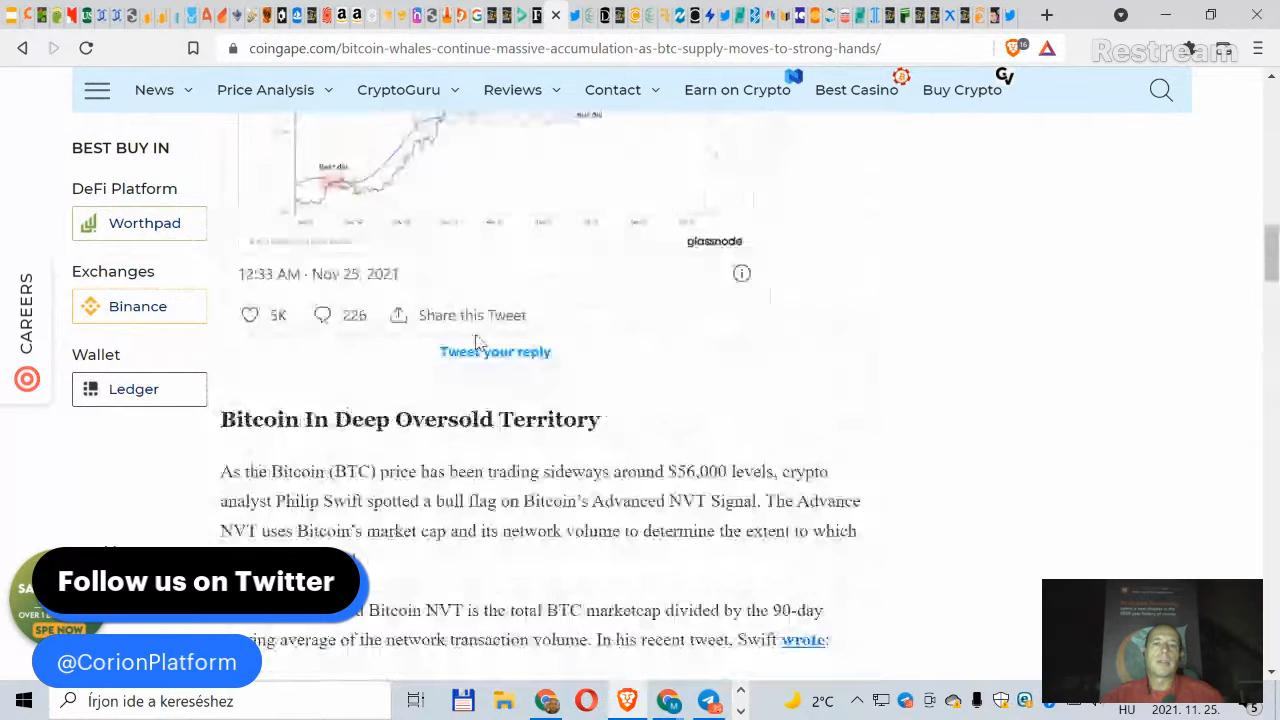 coingape.com/bitcoin-whales-continue-massive-accumulation-as-btc-supply-moves-to-strong-hands/
16
Restream
News
Price Analysis
CryptoGuru
Reviews
Contact
Earn on Crypto
Best Casino
Buy Crypto
BEST BUY IN
DeFi Platform
Worthpad
Exchanges
Binance
Wallet
Ledger
CAREERS
glassnode
12:33 AM · Nov 25, 2021
5K
226
Share this Tweet
Tweet your reply
Bitcoin In Deep Oversold Territory
As the Bitcoin (BTC) price has been trading sideways around $56,000 levels, crypto
analyst Philip Swift spotted a bull flag on Bitcoin's Advanced NVT Signal. The Advance
NVT uses Bitcoin's market cap and its network volume to determine the extent to which
Bitcoin NVT is the total BTC marketcap divided by the 90-day
average of the network transaction volume. In his recent tweet, Swift wrote:
Follow us on Twitter
@CorionPlatform
Írjon ide a kereséshez
2°C
HU
2021. 11. 25.